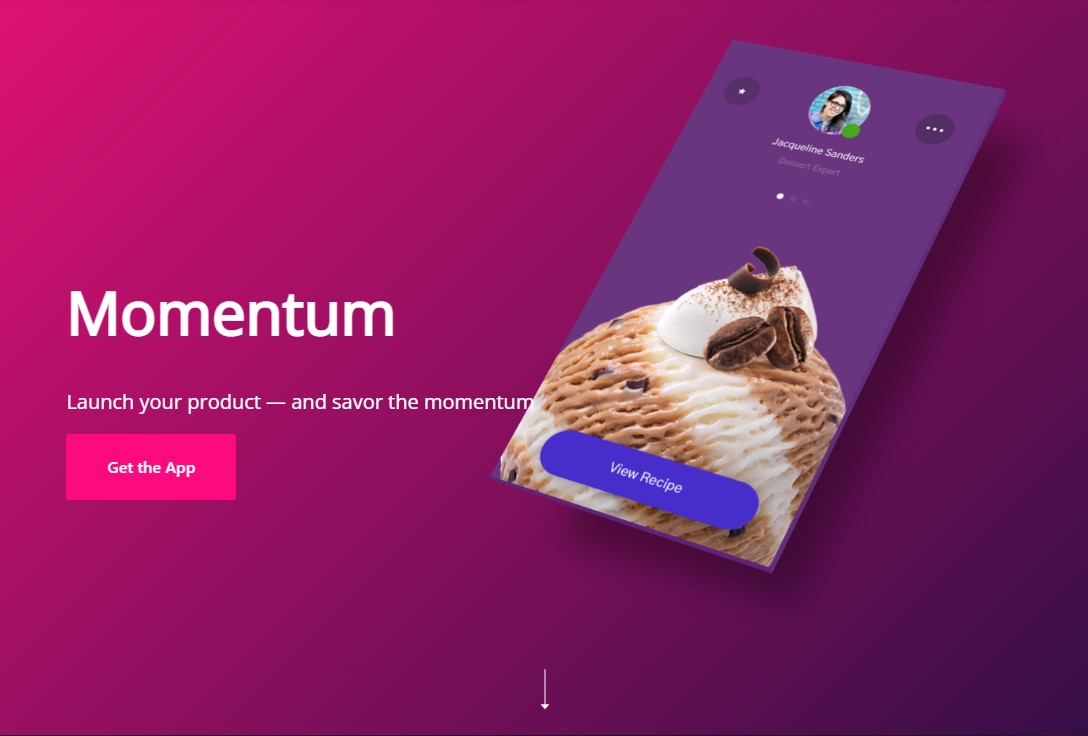 Momentum
Launch your product — and savor the momentum
Get the App
Jacqueline Sanders
Dessert Expert
View Recipe